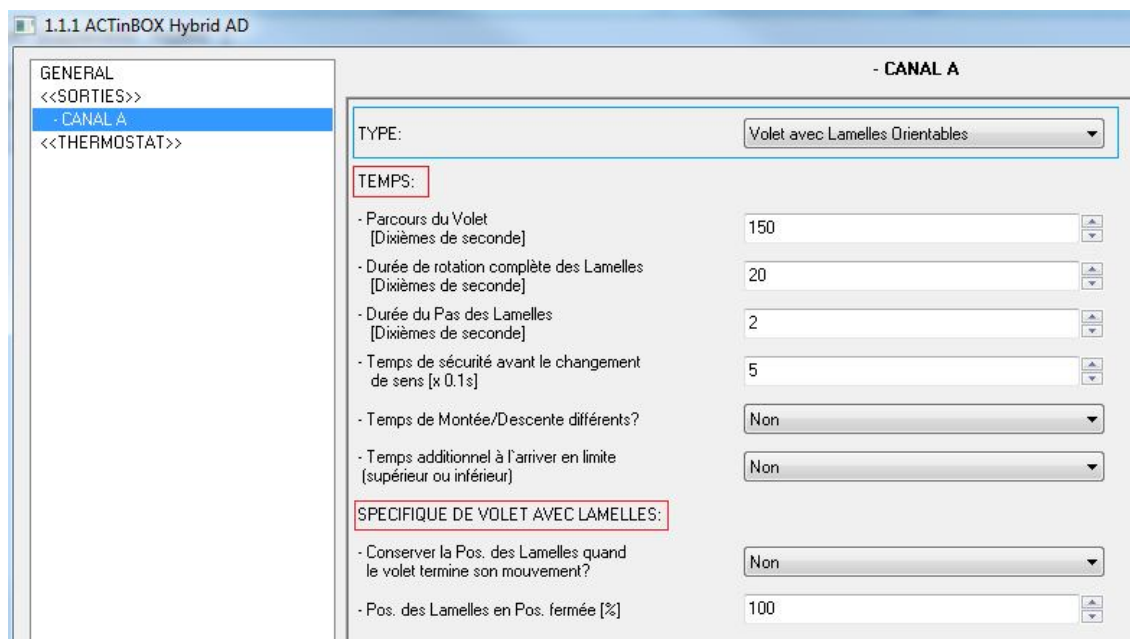 1.1.1 ACTinBOX Hybrid AD
GENERAL
<<SORTIES>>
- CANAL A
<<THERMOSTAT>>
- CANAL A
TYPE:
Volet avec Lamelles Orientables
TEMPS:
- Parcours du Volet
[Dixièmes de seconde]
150
- Durée de rotation complète des Lamelles
[Dixièmes de seconde]
20
- Durée du Pas des Lamelles
[Dixièmes de seconde]
2
- Temps de sécurité avant le changement
de sens [x 0.1s]
5
- Temps de Montée/Descente différents?
Non
- Temps additionnel à l`arriver en limite
(supérieur ou inférieur)
Non
SPECIFIQUE DE VOLET AVEC LAMELLES:
- Conserver la Pos. des Lamelles quand
le volet termine son mouvement?
Non
- Pos. des Lamelles en Pos. fermée [%]
100